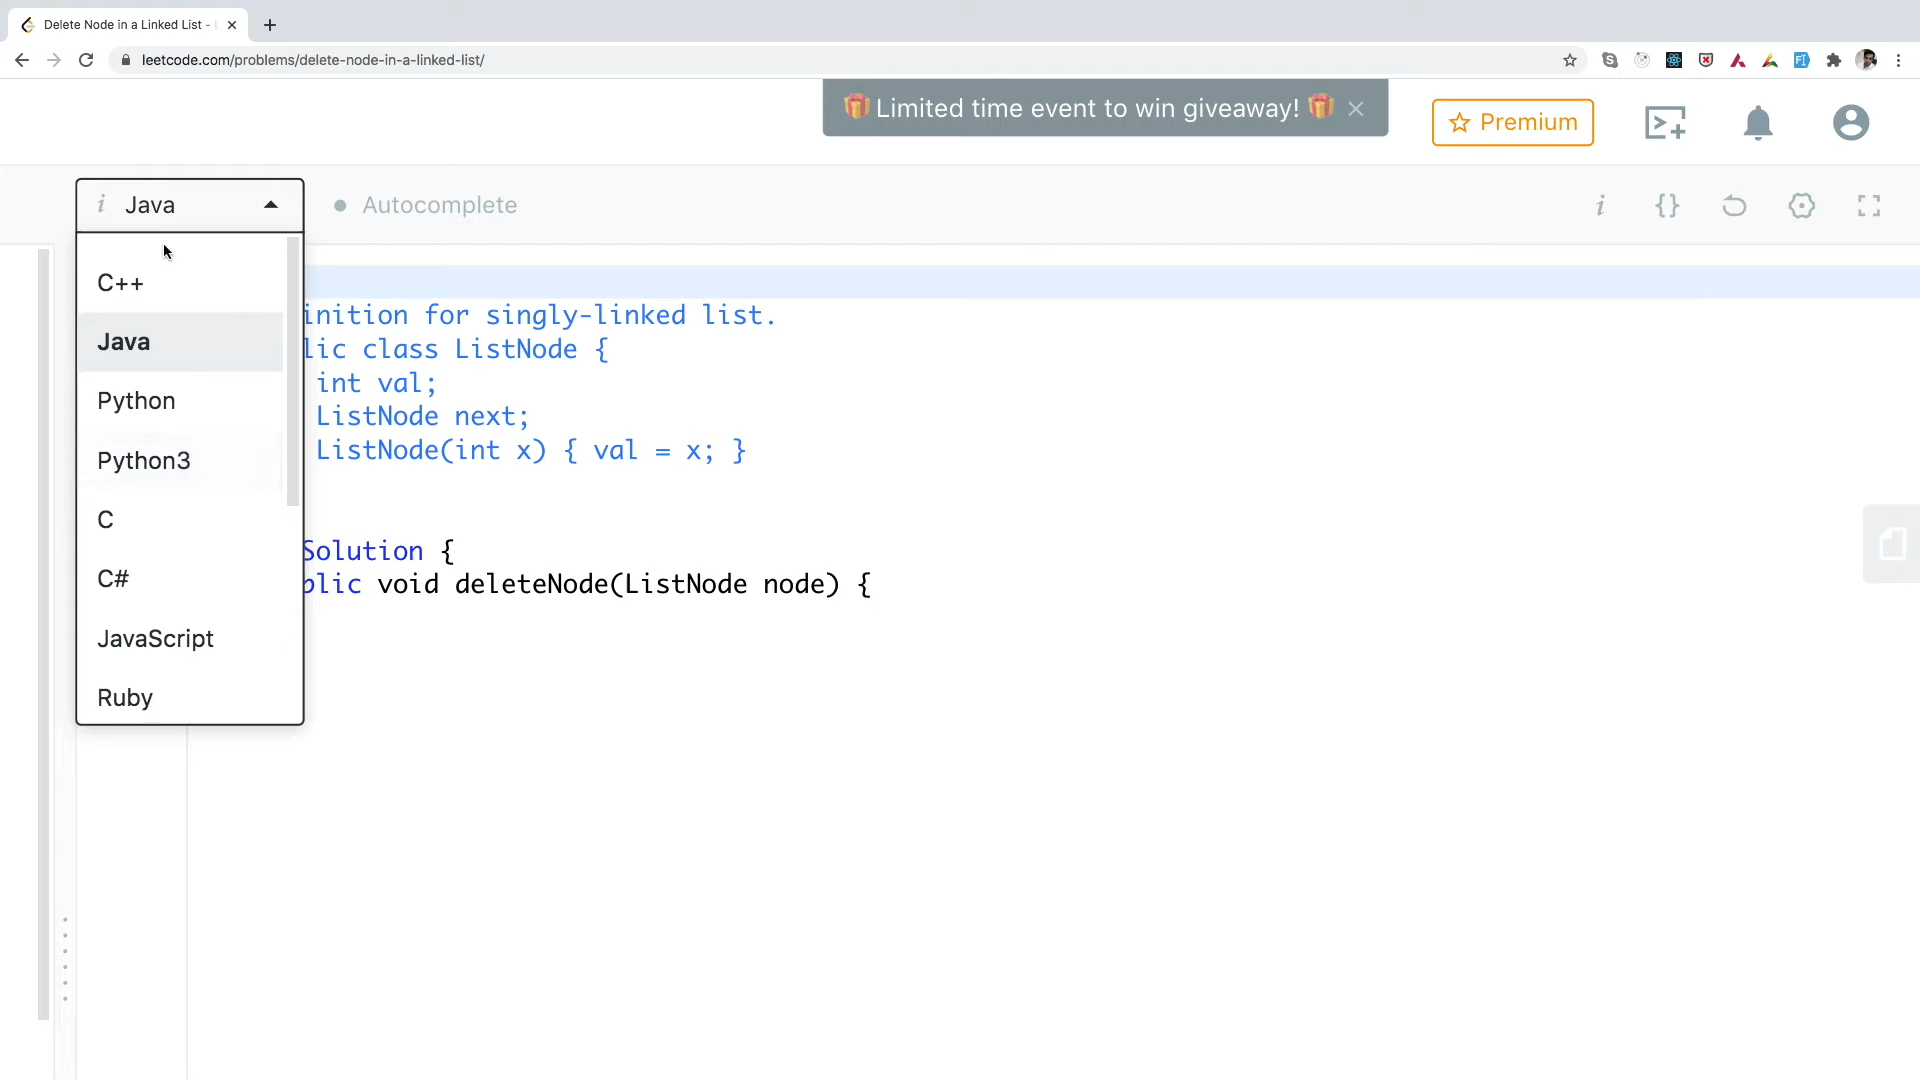 Delete Node in a Linked List -
leetcode.com/problems/delete-node-in-a-linked-list/
🎁 Limited time event to win giveaway! 🎁
Premium
i Java
Autocomplete
i {}
C++
Java
Python
Python3
C
C#
JavaScript
Ruby
inition for singly-linked list.
lic class ListNode {
int val;
ListNode next;
ListNode(int x) { val = x; }
Solution {
blic void deleteNode(ListNode node) {